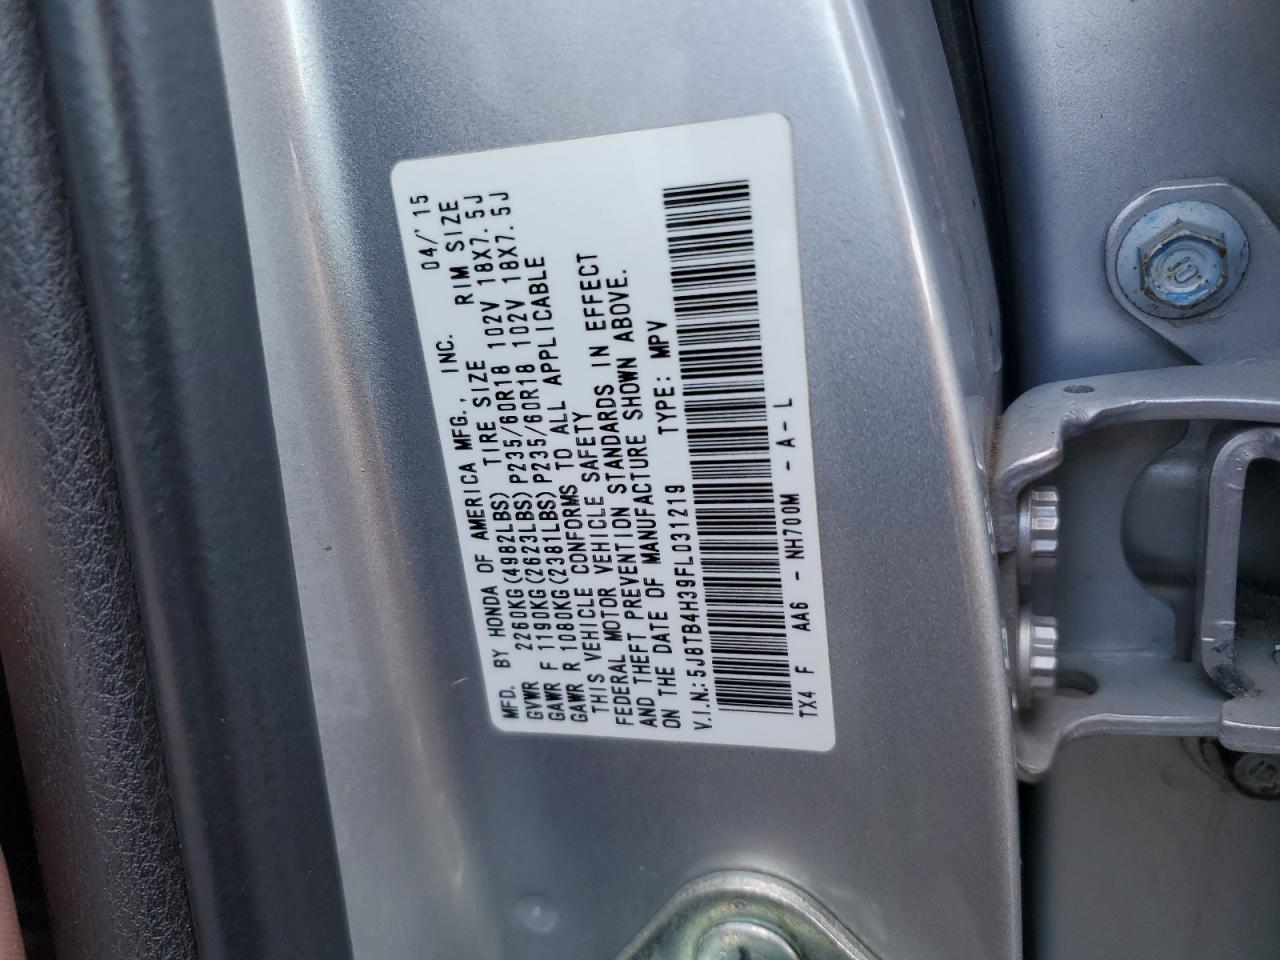 MFD. BY HONDA OF AMERICA MFG., INC. 04/'15
GVWR 2260KG(4982LBS) TIRE SIZE RIM SIZE
GAWR F 1190KG(2623LBS) P235/60R18 102V 18X7.5J
GAWR R 1080KG(2381LBS) P235/60R18 102V 18X7.5J
THIS VEHICLE CONFORMS TO ALL APPLICABLE
FEDERAL MOTOR VEHICLE SAFETY
AND THEFT PREVENTION STANDARDS IN EFFECT
ON THE DATE OF MANUFACTURE SHOWN ABOVE.
V.I.N.: 5J8TB4H39FL031219 TYPE: MPV
TX4 F AA6 - NH700M - A - L